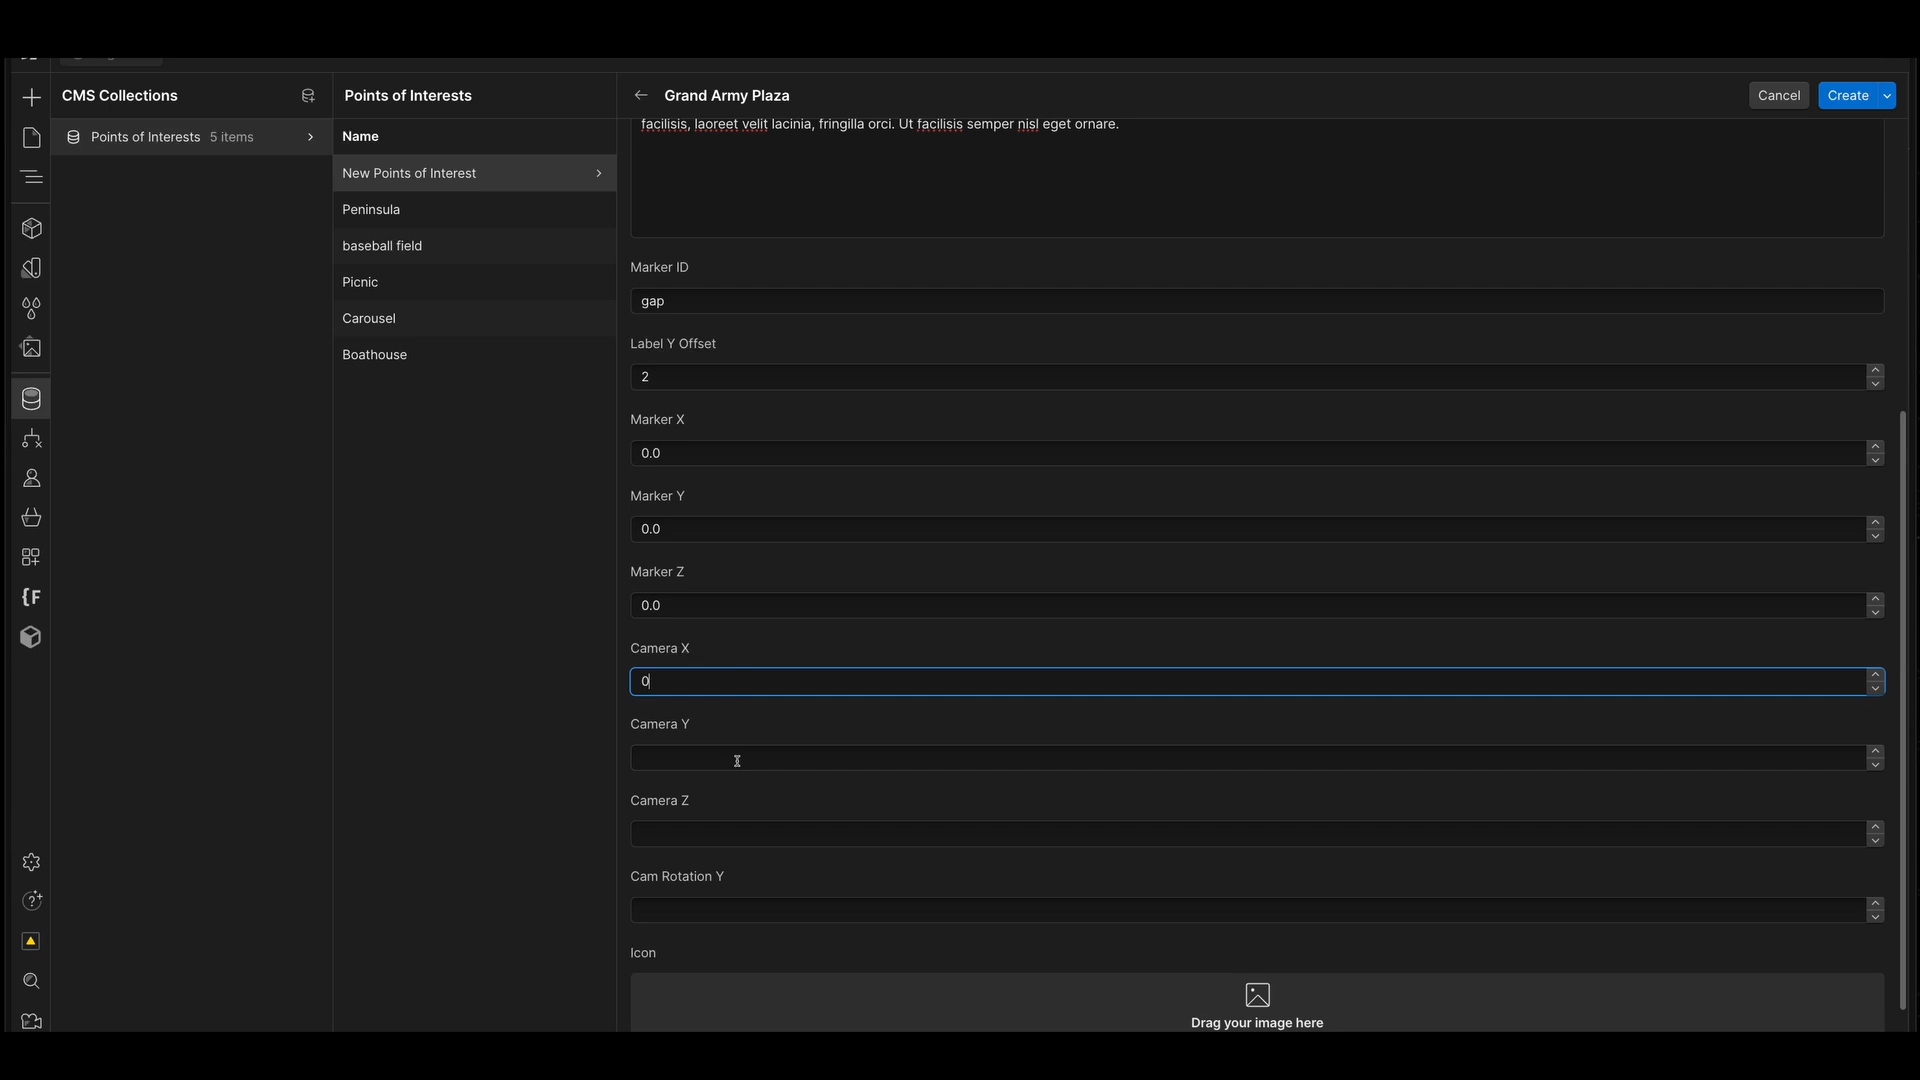 CMS Collections
Points of Interests 5 items
Points of Interests
Name
New Points of Interest
Peninsula
baseball field
Picnic
Carousel
Boathouse
Grand Army Plaza
Cancel
Create
facilisis, laoreet velit lacinia, fringilla orci. Ut facilisis semper nisl eget ornare.
Marker ID
gap
Label Y Offset
2
Marker X
0.0
Marker Y
0.0
Marker Z
0.0
Camera X
0
Camera Y
Camera Z
Cam Rotation Y
Icon
Drag your image here
{F